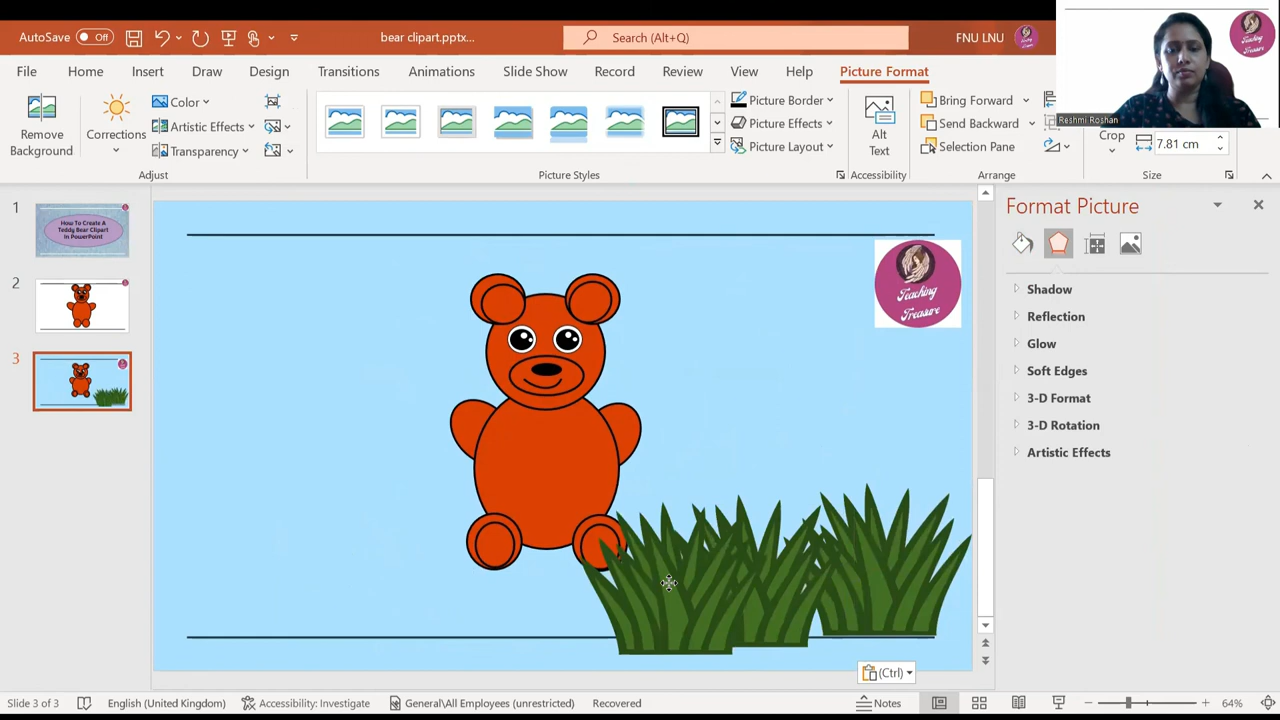 AutoSave Off
bear clipart.pptx...
Search (Alt+Q)
FNU LNU
File Home Insert Draw Design Transitions Animations Slide Show Record Review View Help Picture Format
Remove Background
Corrections
Color
Artistic Effects
Transparency
Adjust
Picture Styles
Picture Border
Picture Effects
Picture Layout
Alt Text
Accessibility
Bring Forward
Send Backward
Selection Pane
Arrange
Crop
7.81 cm
Size
Reshmi Roshan
1
How To Create A
Teddy Bear Clipart
in PowerPoint
2
3
Teaching
Treasure
(Ctrl)
Format Picture
Shadow
Reflection
Glow
Soft Edges
3-D Format
3-D Rotation
Artistic Effects
Slide 3 of 3 English (United Kingdom) Accessibility: Investigate General\All Employees (unrestricted) Recovered Notes 64%